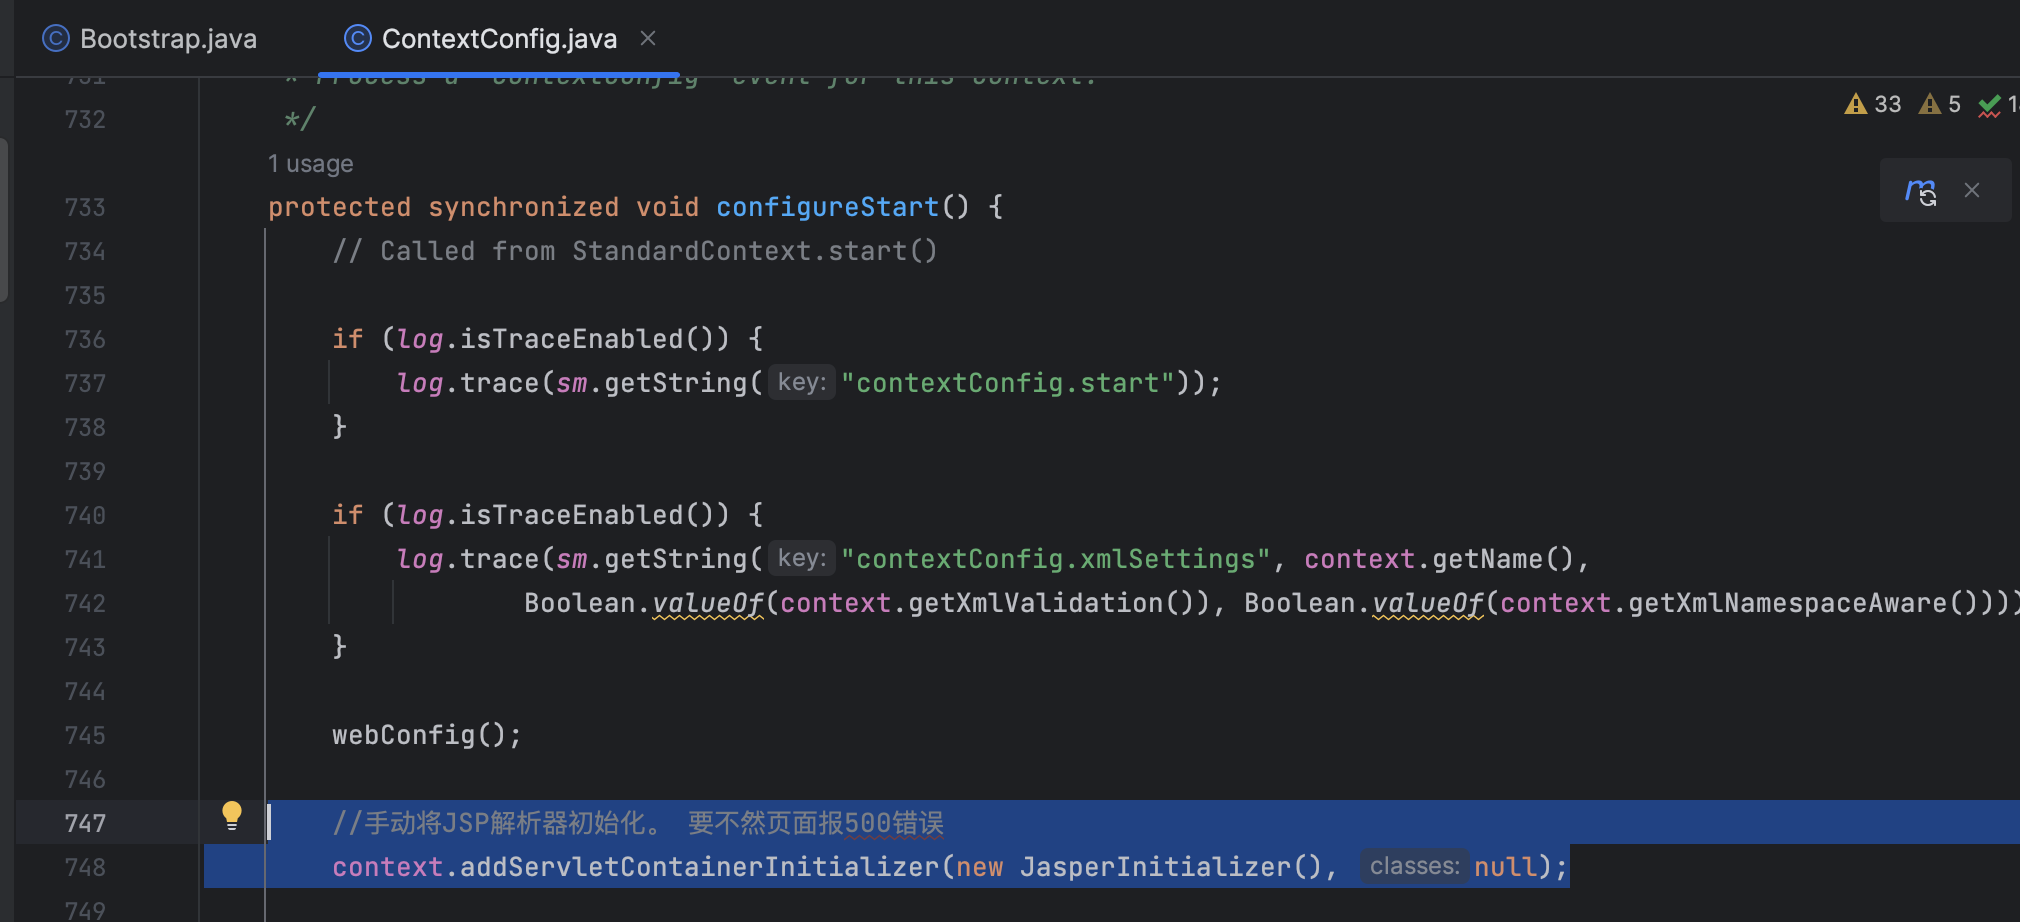 Bootstrap.java ContextConfig.java
731 * Process a "contextConfig" event for this context.
732 */
33 5
1 usage
733 protected synchronized void configureStart() {
734 // Called from StandardContext.start()
735
736 if (log.isTraceEnabled()) {
737 log.trace(sm.getString( key: "contextConfig.start"));
738 }
739
740 if (log.isTraceEnabled()) {
741 log.trace(sm.getString( key: "contextConfig.xmlSettings", context.getName(),
742 Boolean.valueOf(context.getXmlValidation()), Boolean.valueOf(context.getXmlNamespaceAware())))
743 }
744
745 webConfig();
746
747 //手动将JSP解析器初始化。 要不然页面报500错误
748 context.addServletContainerInitializer(new JasperInitializer(), classes: null);
749